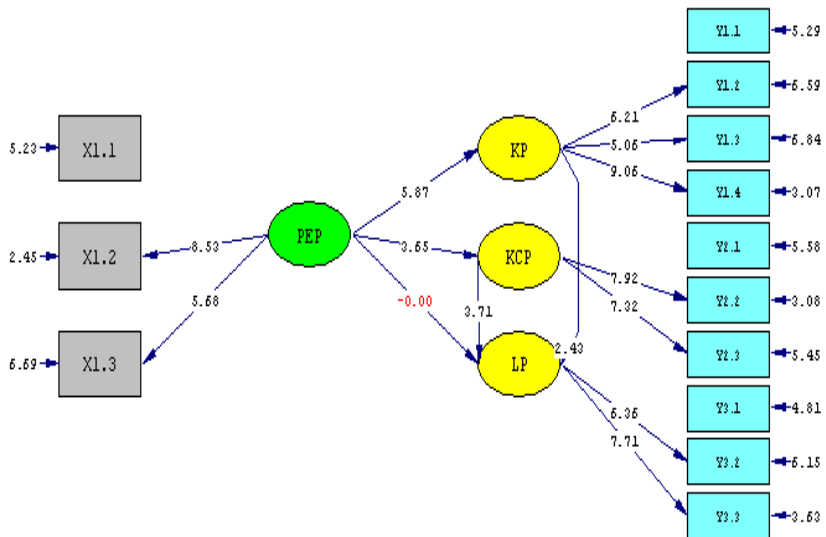 Y1.1
5.29
Y1.2
6.59
6.21
5.23
X1.1
KP
5.06
Y1.3
6.84
9.06
5.87
Y1.4
3.07
PEP
8.53
3.65
Y2.1
5.58
2.45
X1.2
KCP
7.92
Y2.2
3.08
-0.00
3.71
7.32
5.68
2.43
Y2.3
5.45
6.69
X1.3
LP
Y3.1
4.81
6.36
7.71
Y3.2
6.15
Y3.3
3.63